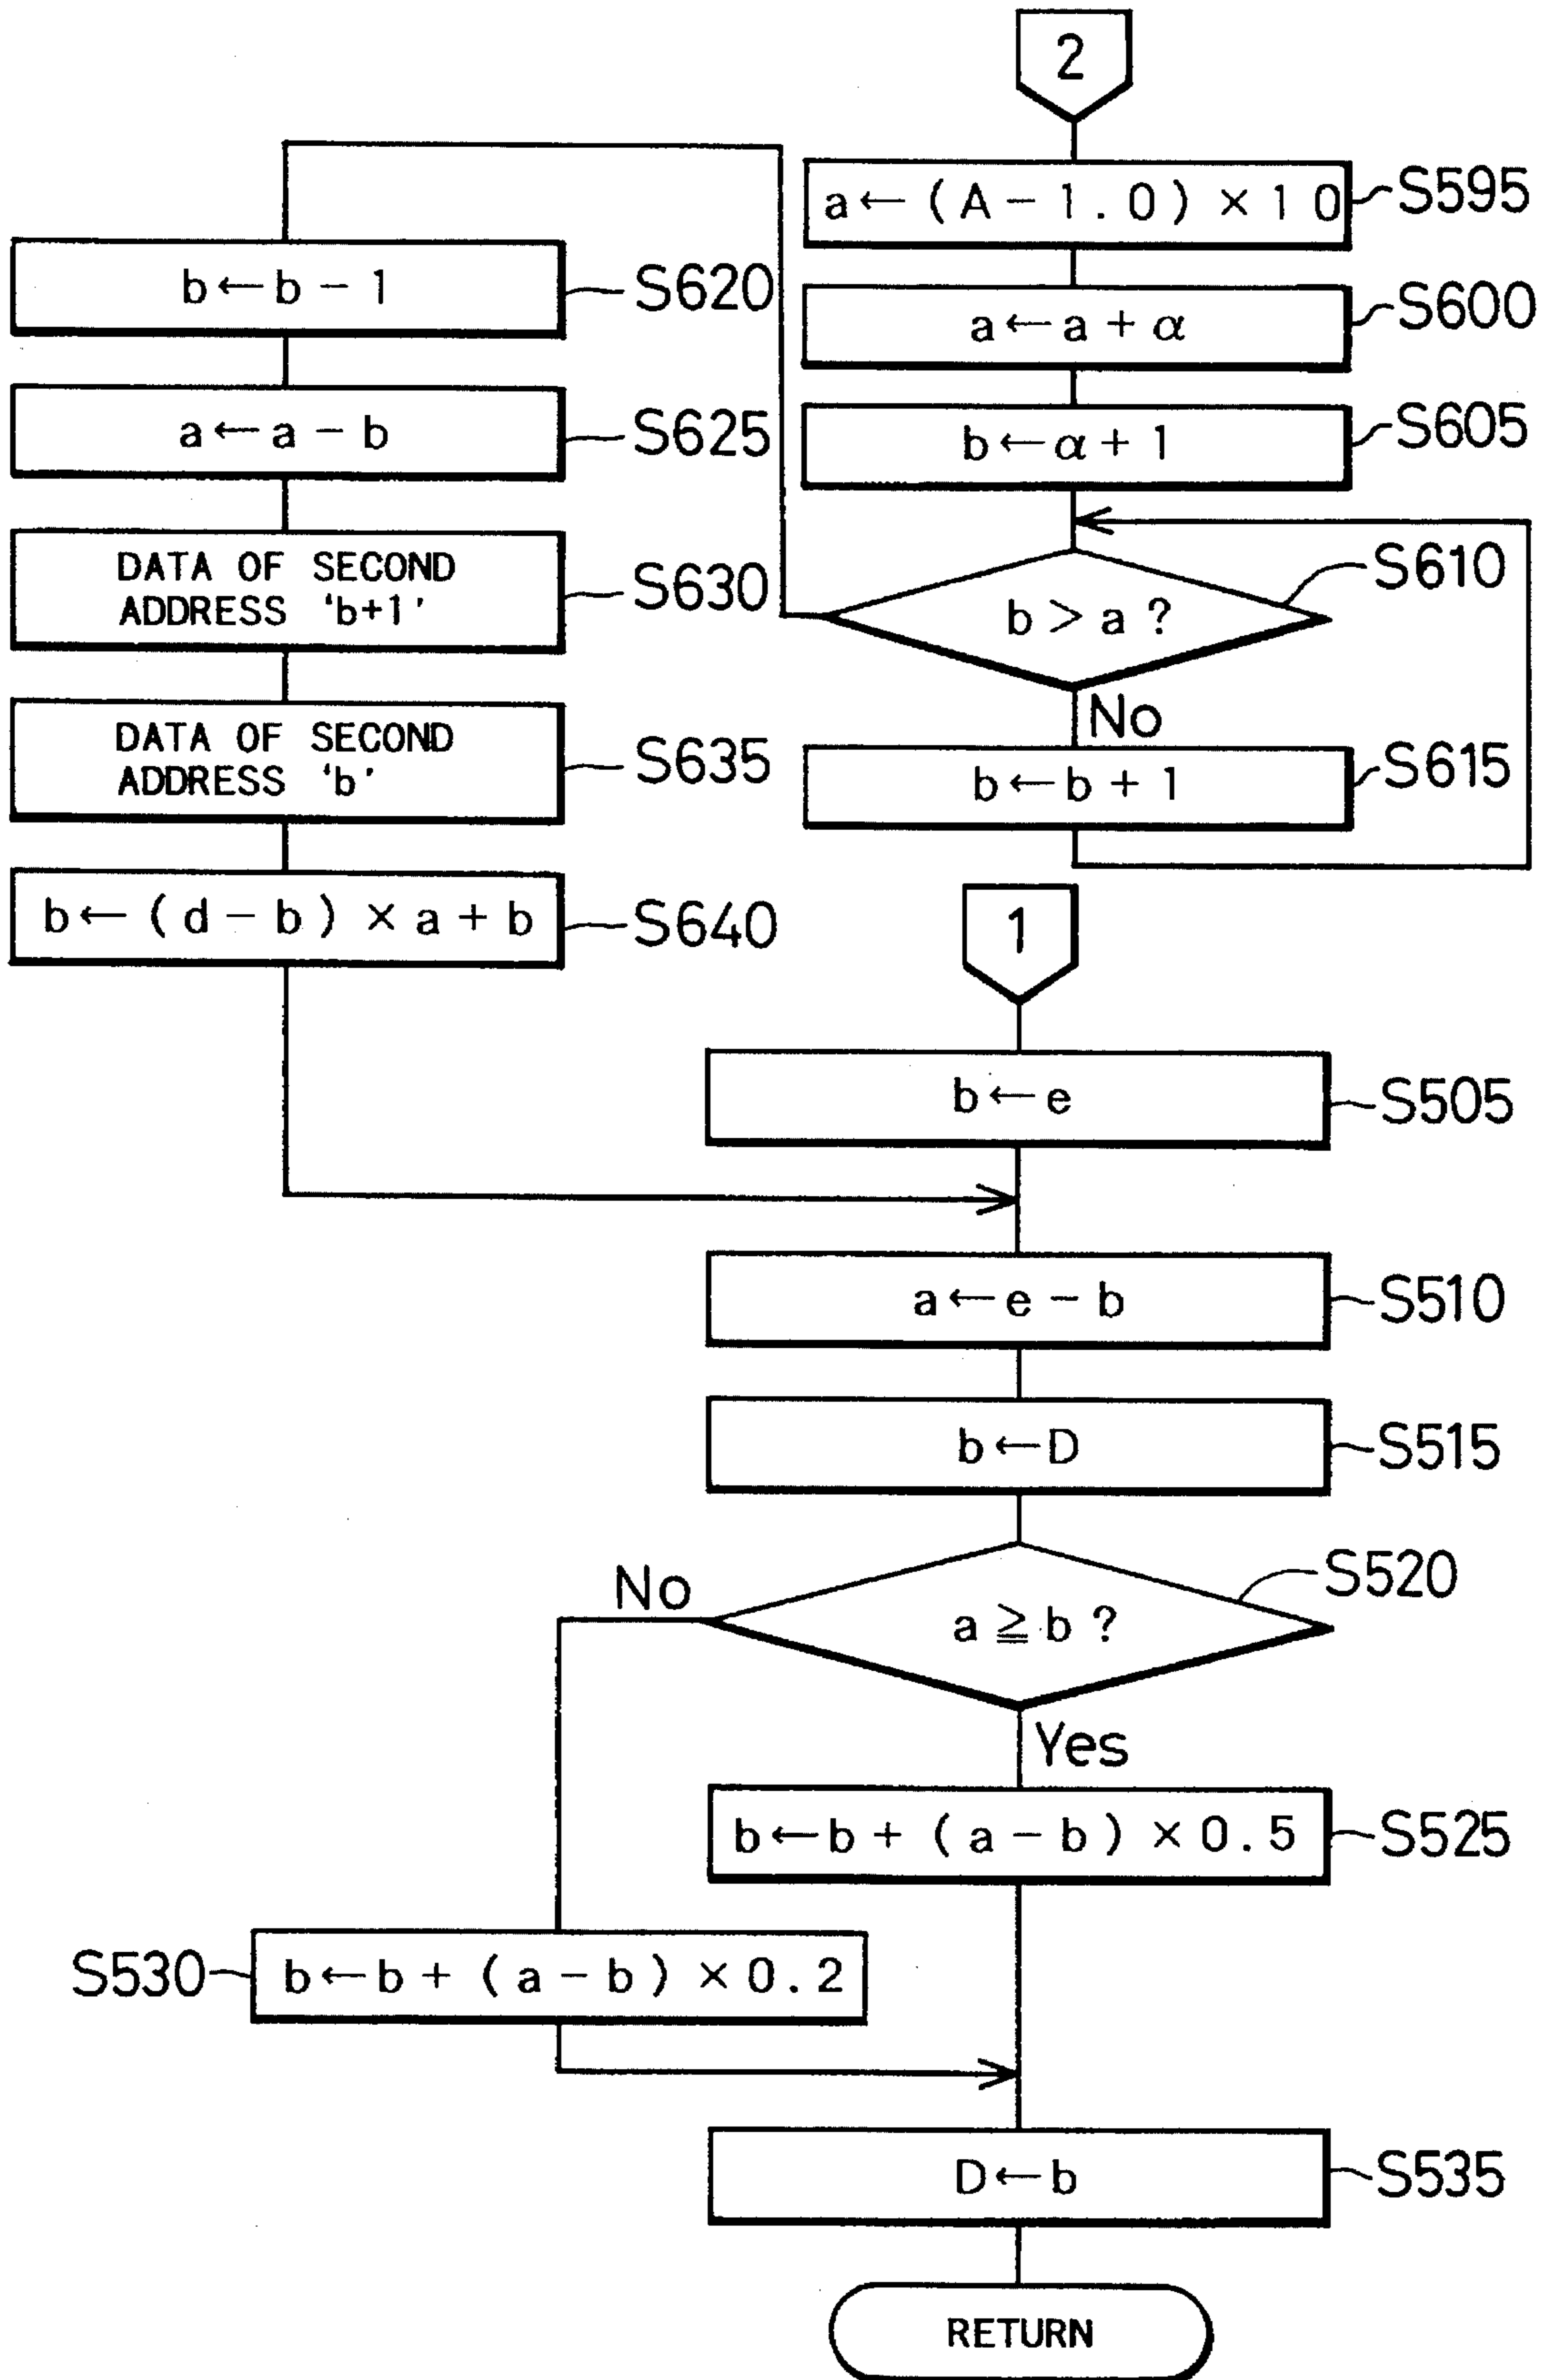 2
a ← ( A − 1 . 0 ) × 1 0
S595
a ← a + α
S600
b ← α + 1
S605
b > a ?
S610
No
b ← b + 1
S615
b ← b − 1
S620
a ← a − b
S625
DATA OF SECOND
ADDRESS 'b+1'
S630
DATA OF SECOND
ADDRESS 'b'
S635
b ← ( d − b ) × a + b
S640
1
b ← e
S505
a ← e − b
S510
b ← D
S515
a ≧ b ?
S520
No
Yes
b ← b + ( a − b ) × 0 . 5
S525
S530
b ← b + ( a − b ) × 0 . 2
D ← b
S535
RETURN